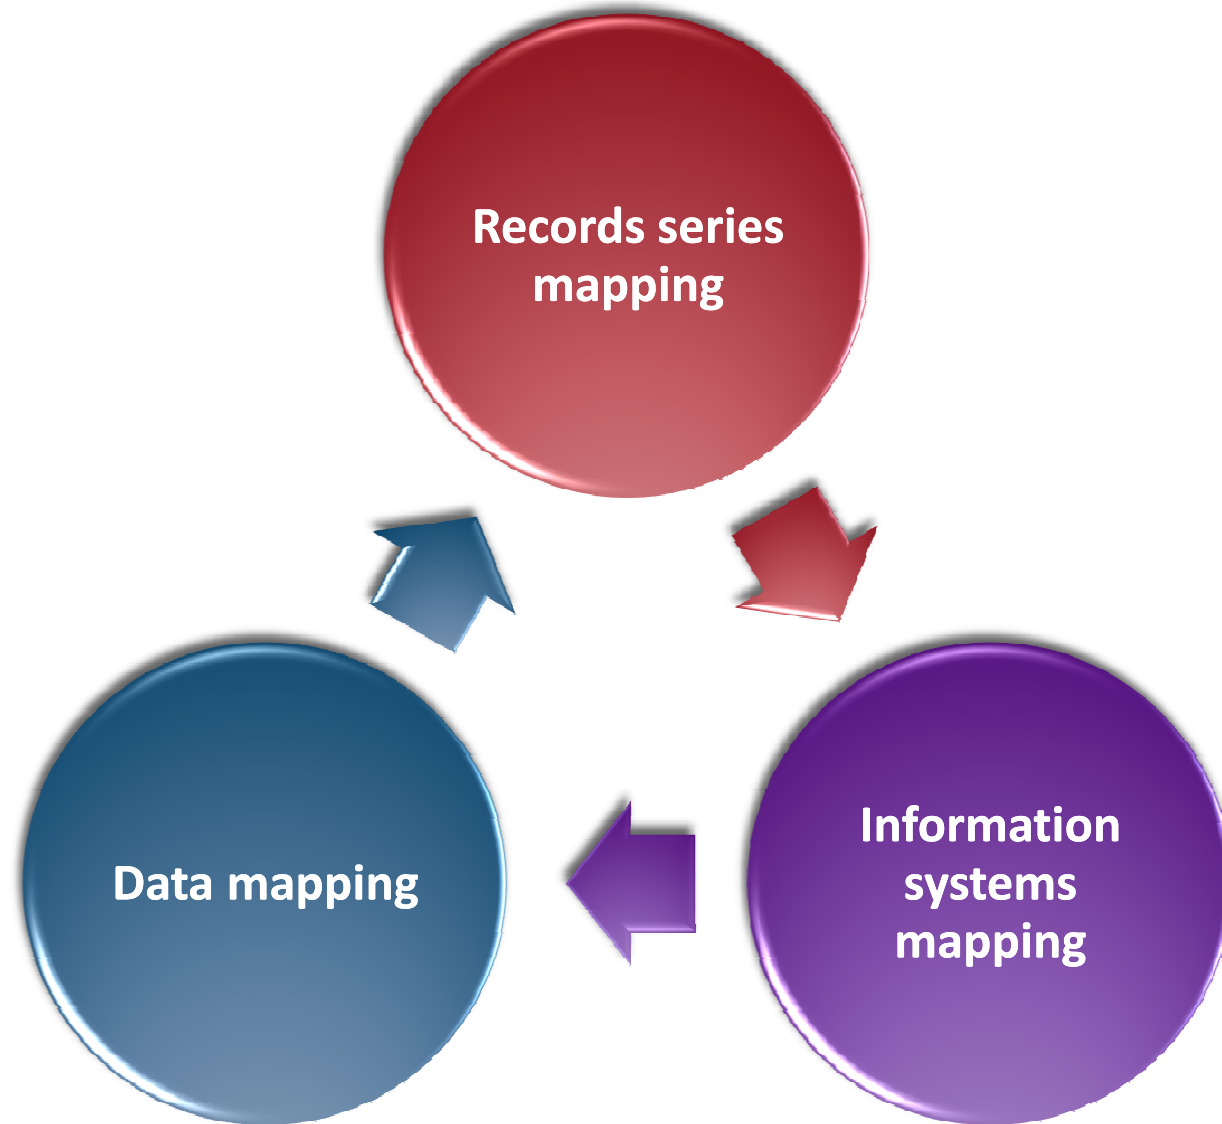 Records series
mapping
Data mapping
Information
systems
mapping